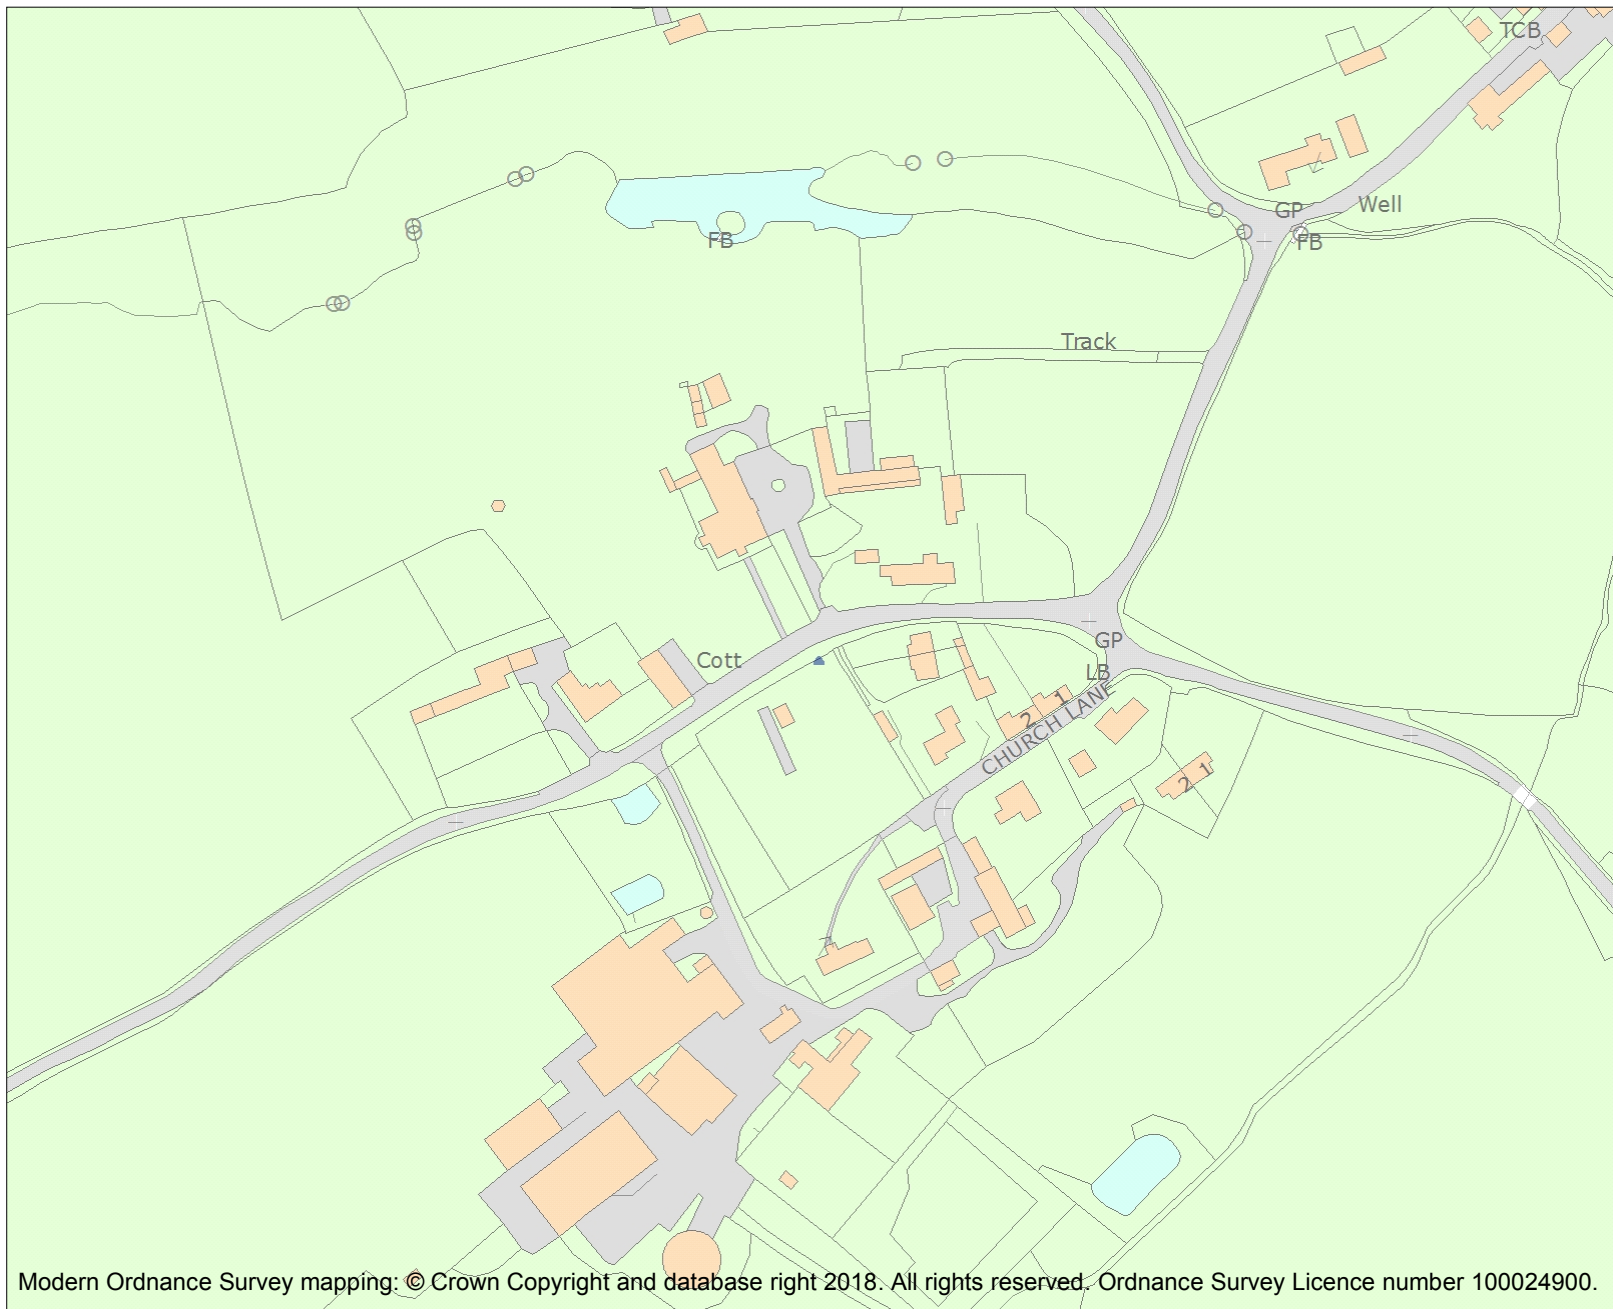 TCB
Well
GP
FB
FB
Track
GP
Cott
LB
1
2
CHURCH LANE
1
2
Modern Ordnance Survey mapping: © Crown Copyright and database right 2018. All rights reserved. Ordnance Survey Licence number 100024900.